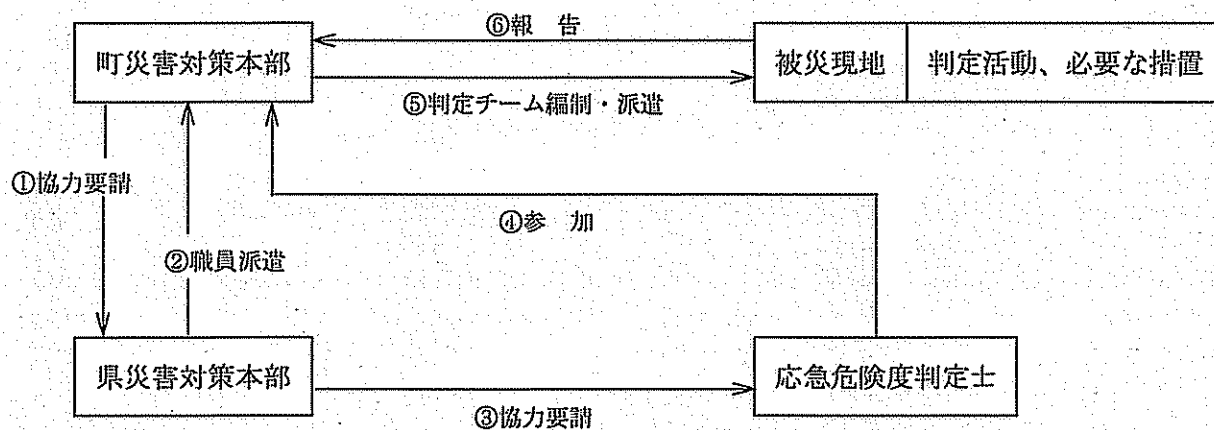 ⑥報 告
町災害対策本部
被災現地 判定活動、必要な措置
⑤判定チーム編制・派遣
①協力要請
④参 加
②職員派遣
県災害対策本部
応急危険度判定士
③協力要請